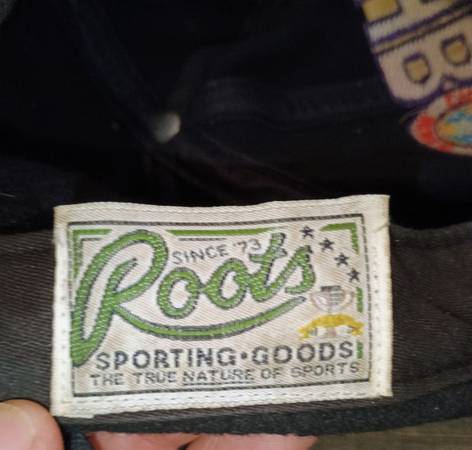 SINCE '73
Roots
SPORTING•GOODS
THE TRUE NATURE OF SPORTS